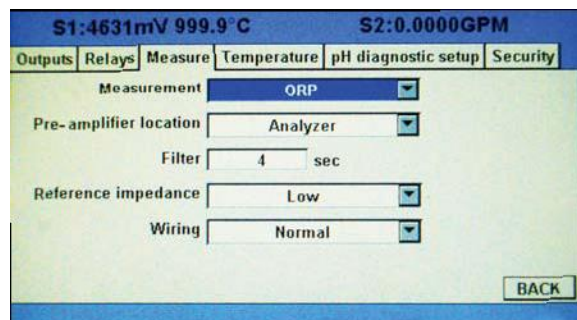 S1:4631mV 999.9°C S2:0.0000GPM
Outputs Relays Measure Temperature pH diagnostic setup Security
Measurement ORP
Pre-amplifier location Analyzer
Filter 4 sec
Reference impedance Low
Wiring Normal
BACK